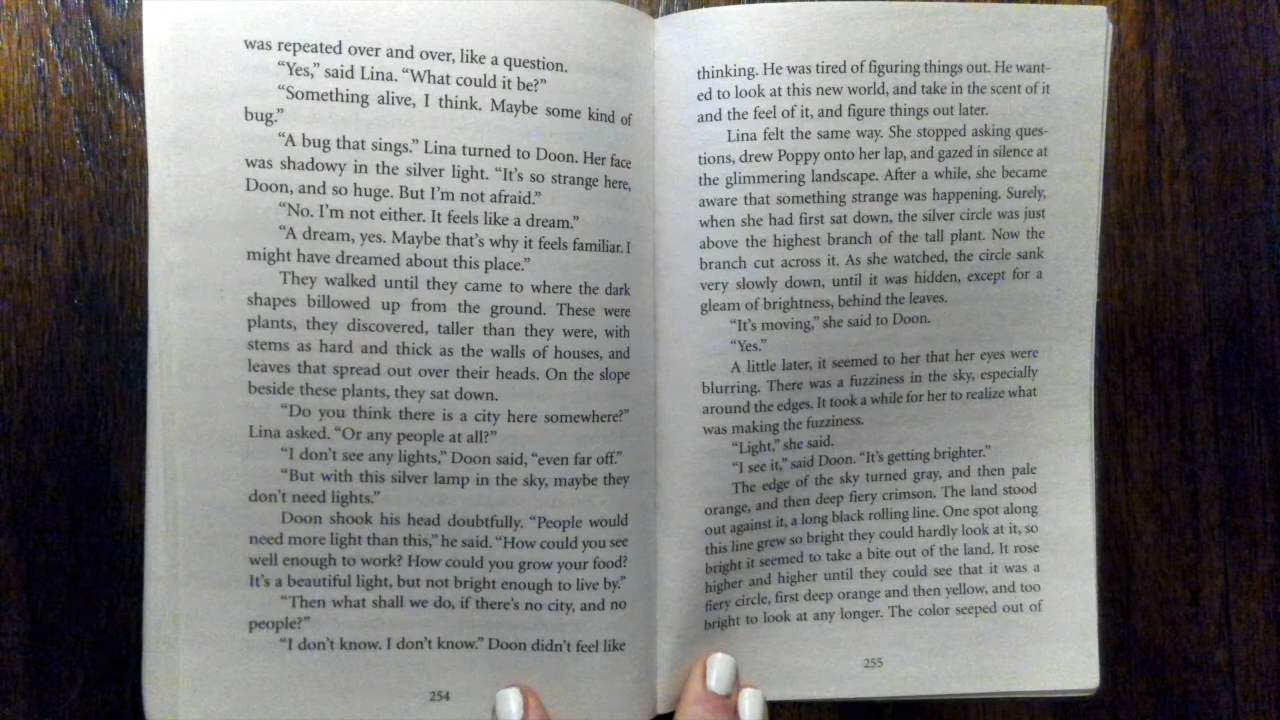 was repeated over and over, like a question.
“Yes,” said Lina. “What could it be?”
“Something alive, I think. Maybe some kind of
bug.”
“A bug that sings.” Lina turned to Doon. Her face
was shadowy in the silver light. “It’s so strange here,
Doon, and so huge. But I’m not afraid.”
“No. I’m not either. It feels like a dream.”
“A dream, yes. Maybe that’s why it feels familiar. I
might have dreamed about this place.”
They walked until they came to where the dark
shapes billowed up from the ground. These were
plants, they discovered, taller than they were, with
stems as hard and thick as the walls of houses, and
leaves that spread out over their heads. On the slope
beside these plants, they sat down.
“Do you think there is a city here somewhere?”
Lina asked. “Or any people at all?”
“I don’t see any lights,” Doon said, “even far off.”
“But with this silver lamp in the sky, maybe they
don’t need lights.”
Doon shook his head doubtfully. “People would
need more light than this,” he said. “How could you see
well enough to work? How could you grow your food?
It’s a beautiful light, but not bright enough to live by.”
“Then what shall we do, if there’s no city, and no
people?”
“I don’t know. I don’t know.” Doon didn’t feel like
254
thinking. He was tired of figuring things out. He want-
ed to look at this new world, and take in the scent of it
and the feel of it, and figure things out later.
Lina felt the same way. She stopped asking ques-
tions, drew Poppy onto her lap, and gazed in silence at
the glimmering landscape. After a while, she became
aware that something strange was happening. Surely,
when she had first sat down, the silver circle was just
above the highest branch of the tall plant. Now the
branch cut across it. As she watched, the circle sank
very slowly down, until it was hidden, except for a
gleam of brightness, behind the leaves.
“It’s moving,” she said to Doon.
“Yes.”
A little later, it seemed to her that her eyes were
blurring. There was a fuzziness in the sky, especially
around the edges. It took a while for her to realize what
was making the fuzziness.
“Light,” she said.
“I see it,” said Doon. “It’s getting brighter.”
The edge of the sky turned gray, and then pale
orange, and then deep fiery crimson. The land stood
out against it, a long black rolling line. One spot along
this line grew so bright they could hardly look at it, so
bright it seemed to take a bite out of the land. It rose
higher and higher until they could see that it was a
fiery circle, first deep orange and then yellow, and too
bright to look at any longer. The color seeped out of
255